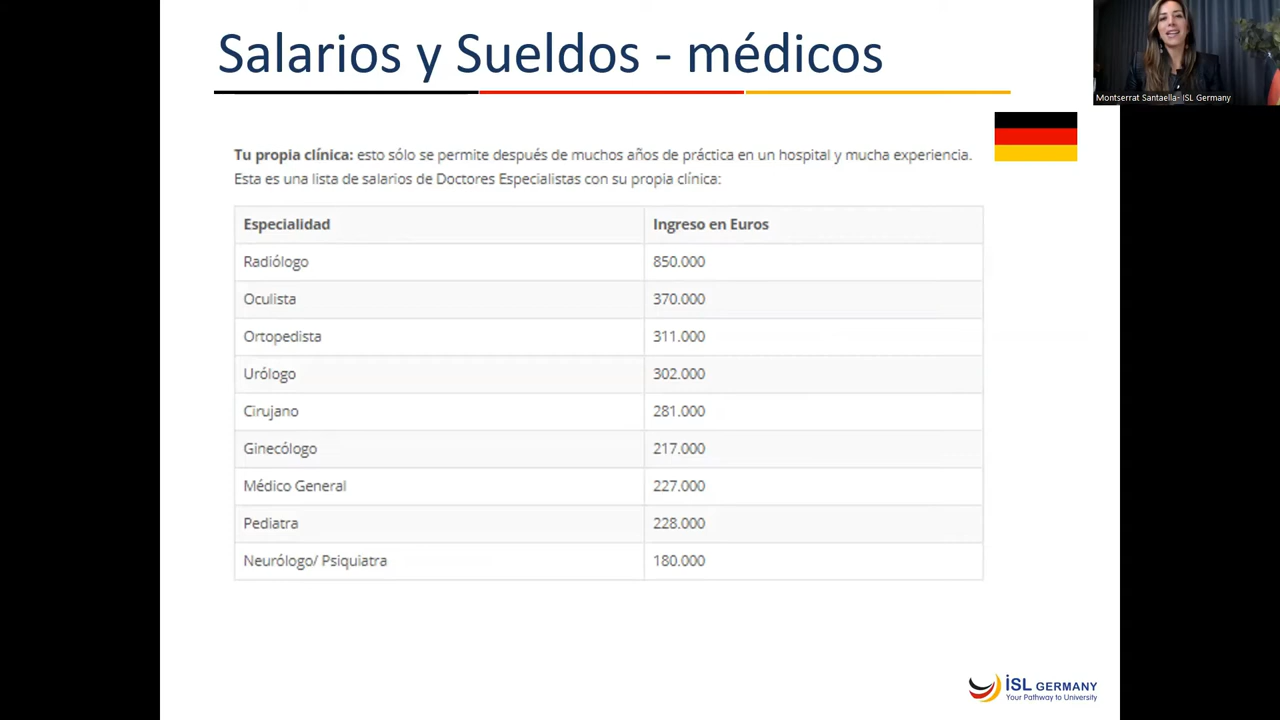 Salarios y Sueldos - médicos
Montserrat Santaella- ISL Germany
Tu propia clínica: esto sólo se permite después de muchos años de práctica en un hospital y mucha experiencia.
Esta es una lista de salarios de Doctores Especialistas con su propia clínica:
Especialidad Ingreso en Euros
Radiólogo 850.000
Oculista 370.000
Ortopedista 311.000
Urólogo 302.000
Cirujano 281.000
Ginecólogo 217.000
Médico General 227.000
Pediatra 228.000
Neurólogo/ Psiquiatra 180.000
iSL GERMANY
Your Pathway to University